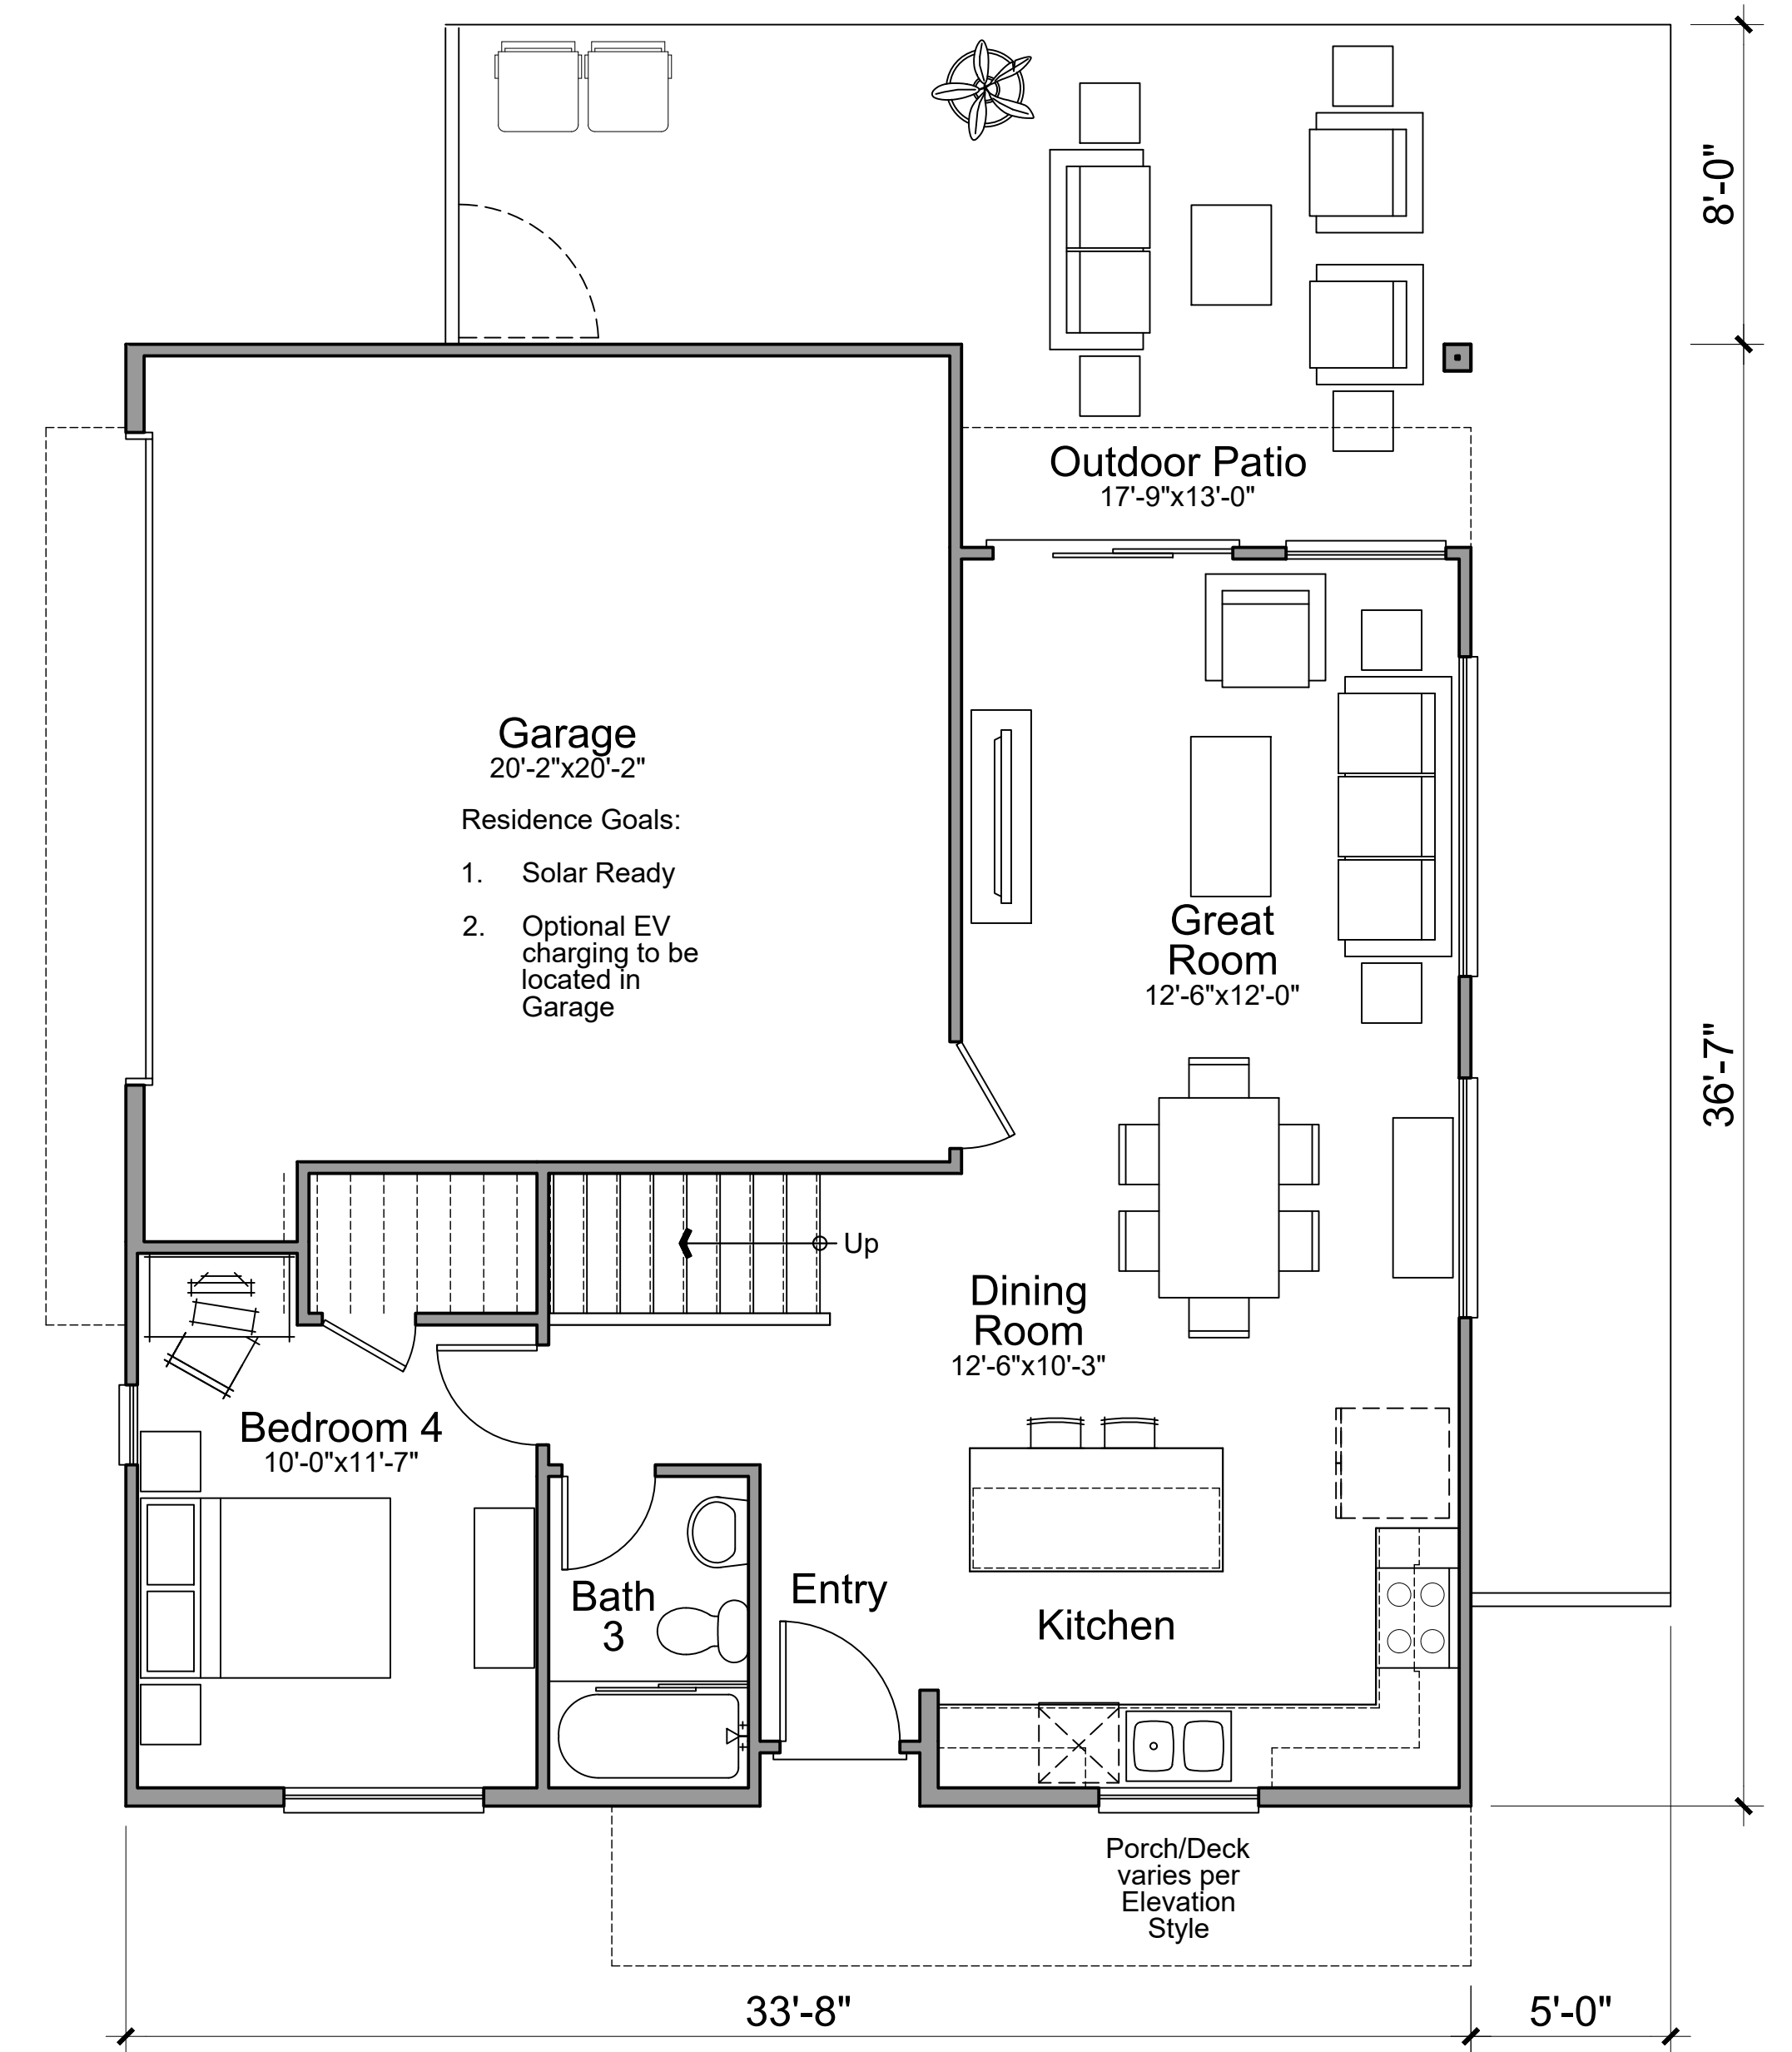 8'-0"
Outdoor Patio
17'-9"x13'-0"
Garage
20'-2"x20'-2"
Residence Goals:
1. Solar Ready
2. Optional EV
charging to be
located in
Garage
Great
Room
12'-6"x12'-0"
36'-7"
Up
Dining
Room
12'-6"x10'-3"
Bedroom 4
10'-0"x11'-7"
Bath
3
Entry
Kitchen
Porch/Deck
varies per
Elevation
Style
33'-8"
5'-0"